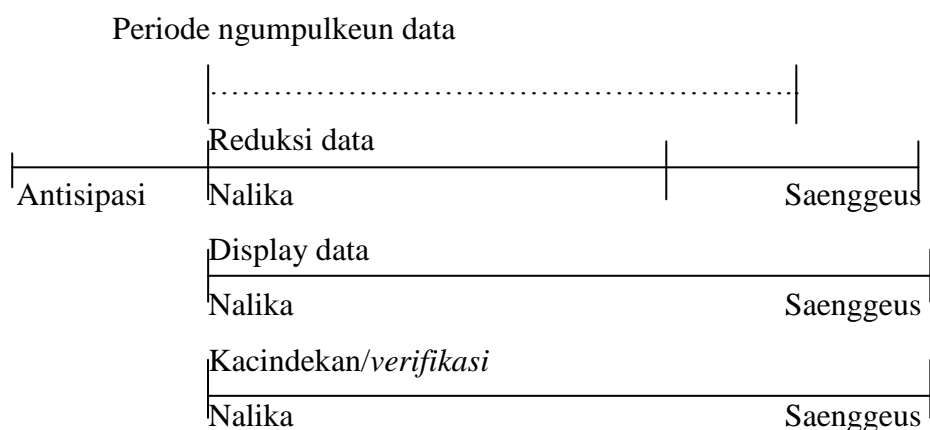 Periode ngumpulkeun data
Reduksi data
Antisipasi Nalika Saenggeus
Display data
Nalika Saenggeus
Kacindekan/verifikasi
Nalika Saenggeus